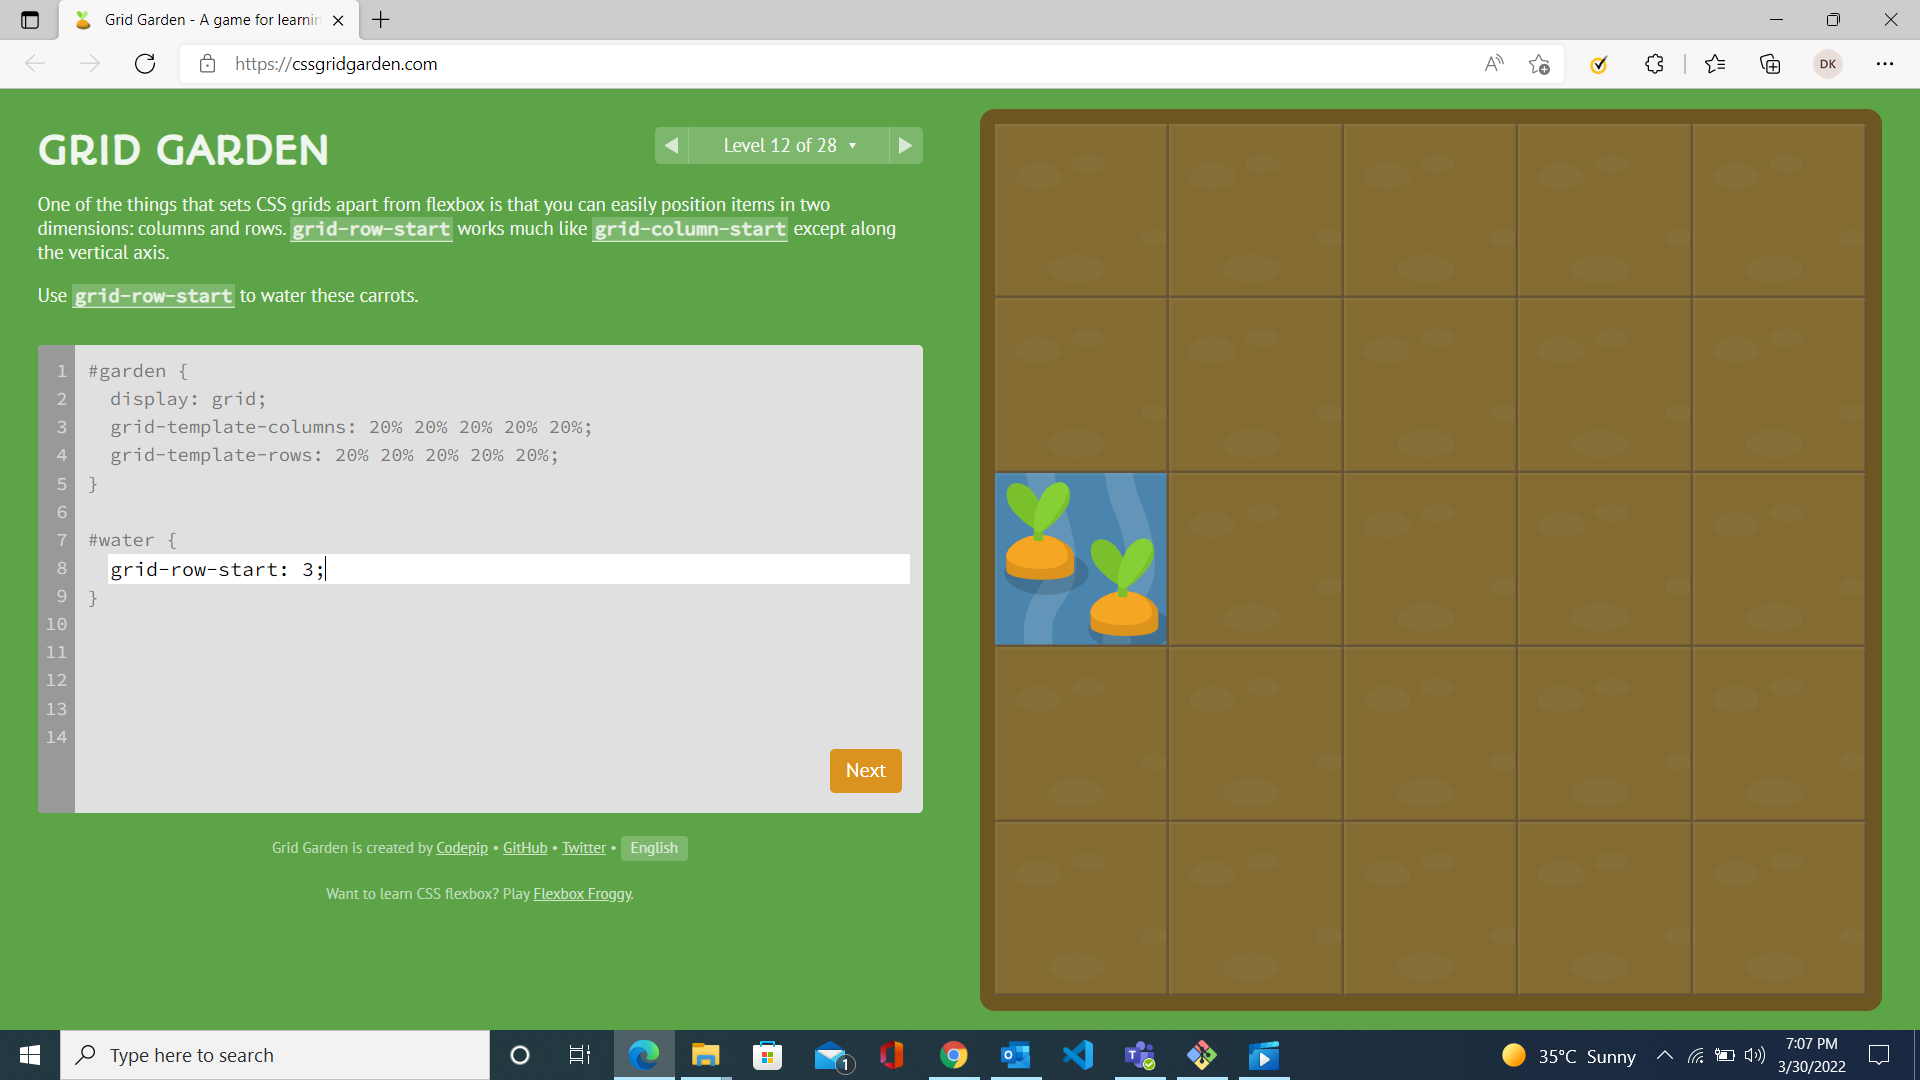 Grid Garden - A game for learnin
https://cssgridgarden.com
DK
GRID GARDEN
Level 12 of 28
One of the things that sets CSS grids apart from flexbox is that you can easily position items in two
dimensions: columns and rows. grid-row-start works much like grid-column-start except along
the vertical axis.
Use grid-row-start to water these carrots.
1 #garden {
2 display: grid;
3 grid-template-columns: 20% 20% 20% 20% 20%;
4 grid-template-rows: 20% 20% 20% 20% 20%;
5 }
6
7 #water {
8 grid-row-start: 3;
9 }
10
11
12
13
14
Next
Grid Garden is created by Codepip • GitHub • Twitter • English
Want to learn CSS flexbox? Play Flexbox Froggy.
Type here to search
1
35°C Sunny
7:07 PM
3/30/2022